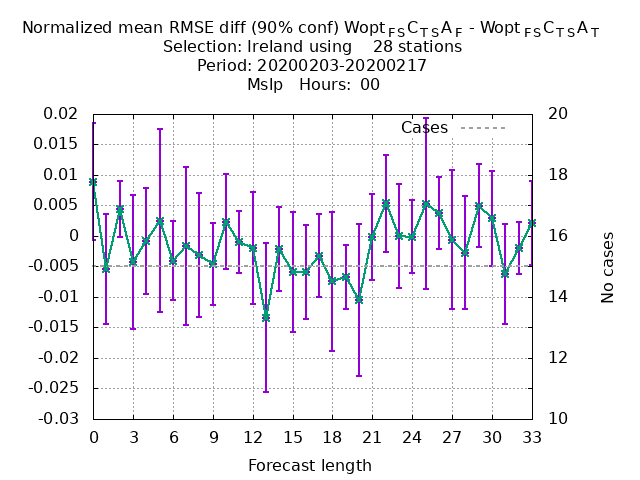 Normalized mean RMSE diff (90% conf) Wopt FS C T S A F - Wopt FS C T S A T
Selection: Ireland using 28 stations
Period: 20200203-20200217
Mslp Hours: 00
Cases
0.02
0.015
0.01
0.005
0
-0.005
-0.01
-0.015
-0.02
-0.025
-0.03
20
18
16
14
12
10
No cases
0 3 6 9 12 15 18 21 24 27 30 33
Forecast length